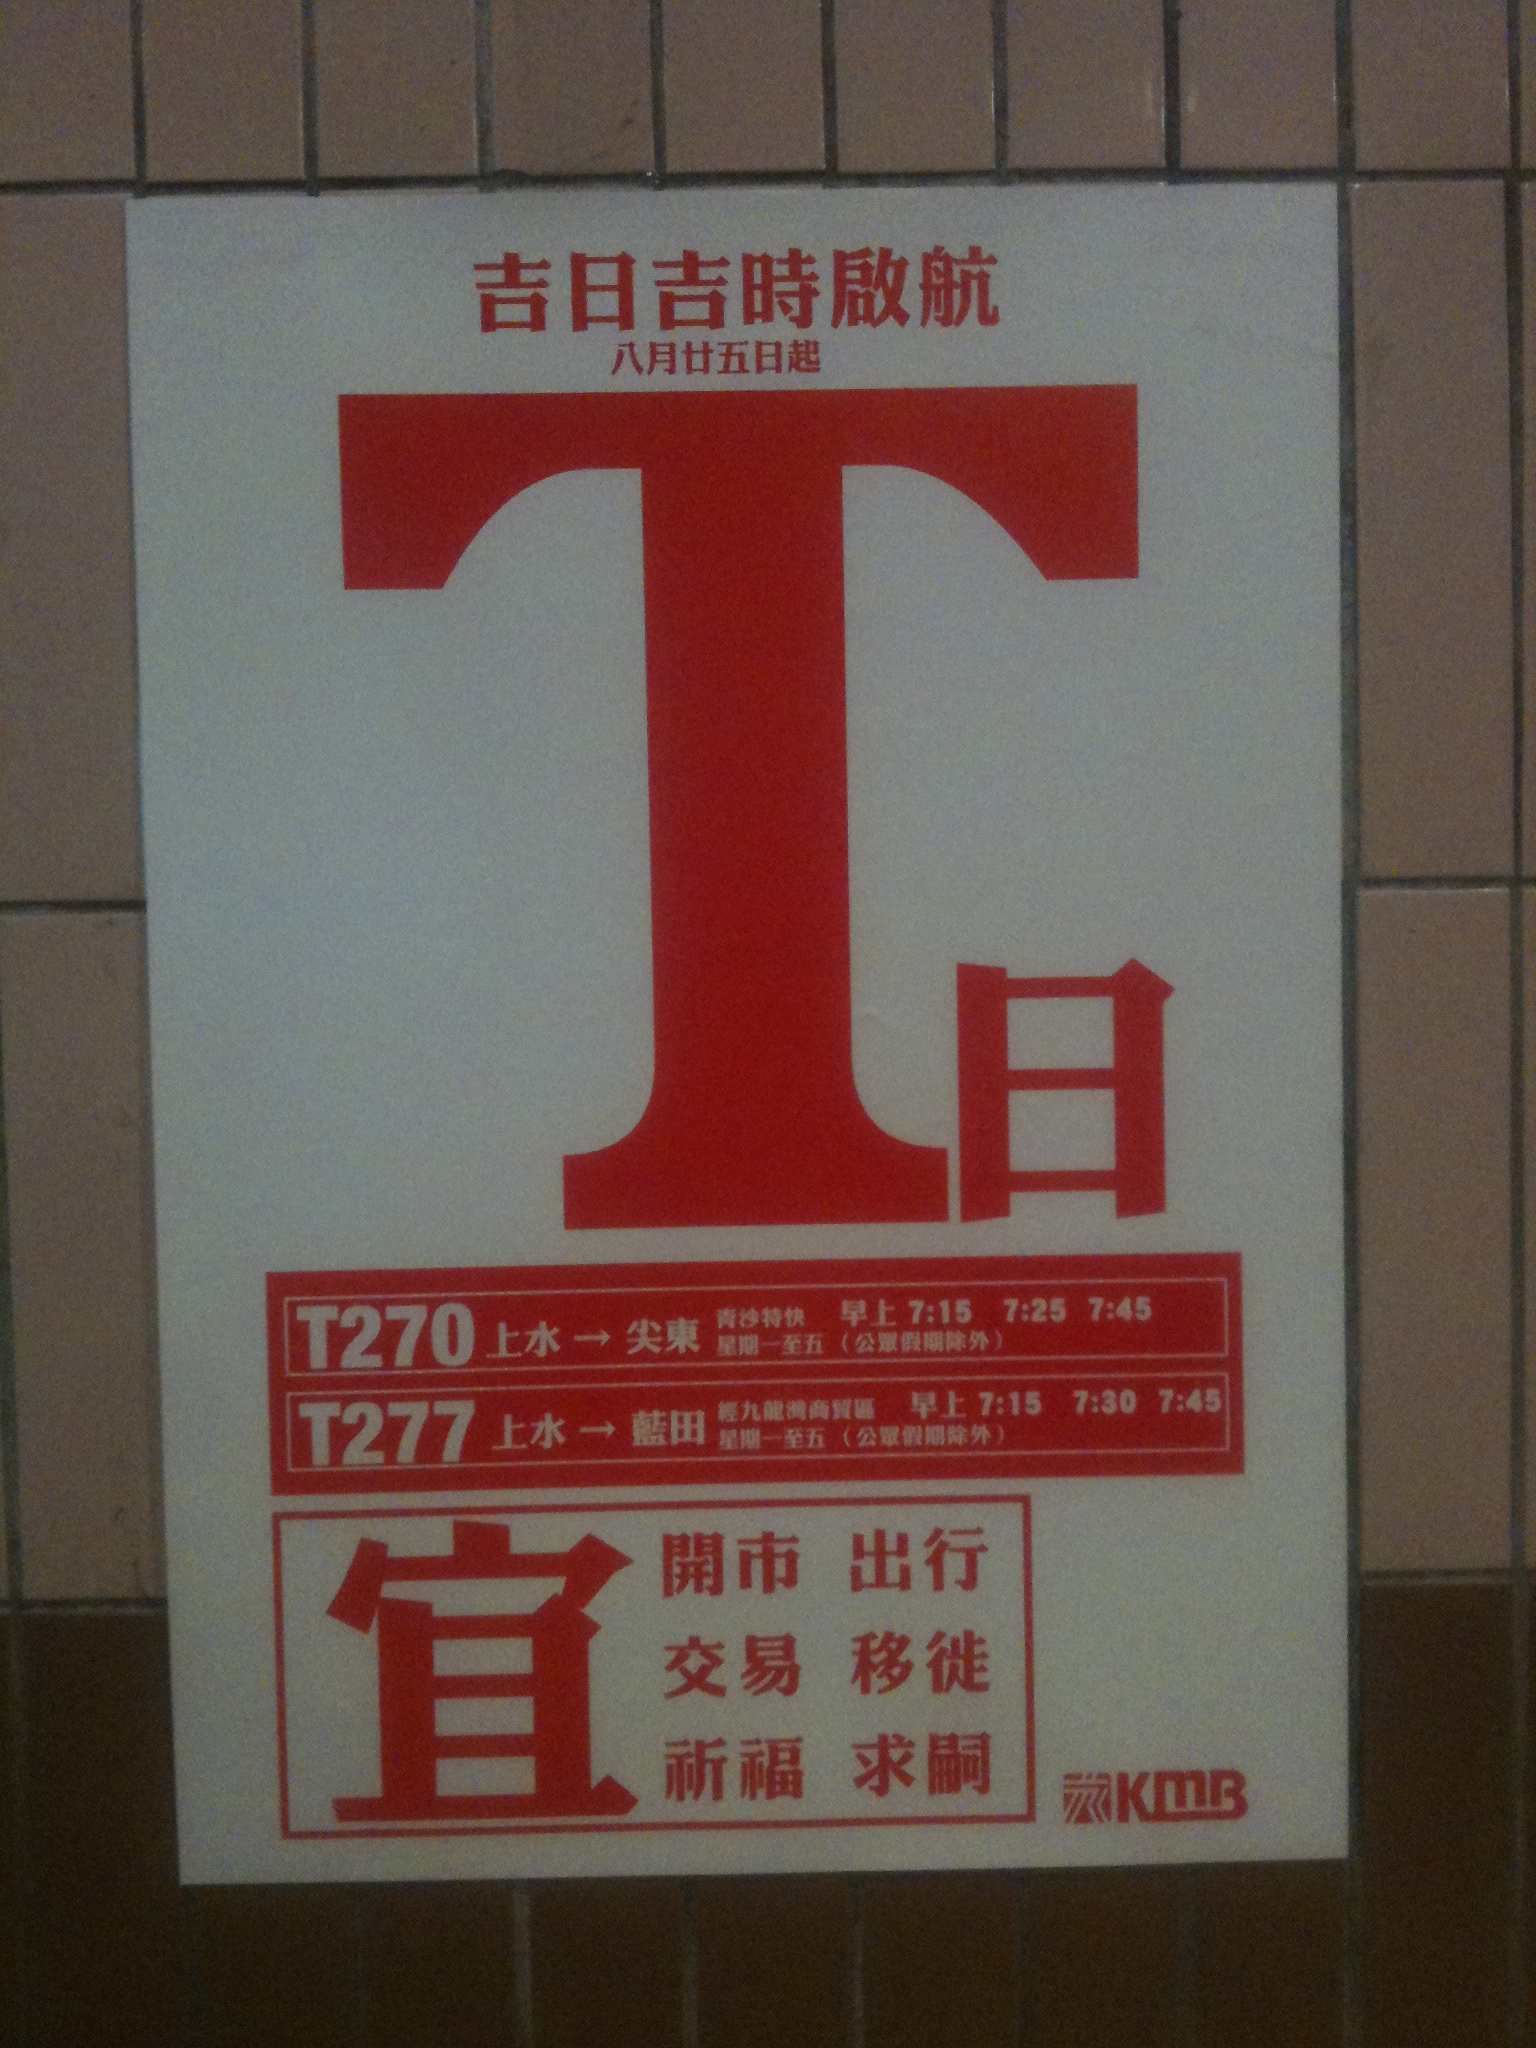 吉日吉時啟航
八月廿五日起
T日
T270 上水 → 尖東 青沙特快 早上 7:15 7:25 7:45
星期一至五（公眾假期除外）
T277 上水 → 藍田 經九龍灣商貿區 早上 7:15 7:30 7:45
星期一至五（公眾假期除外）
宜
開市 出行
交易 移徙
祈福 求嗣
KMB